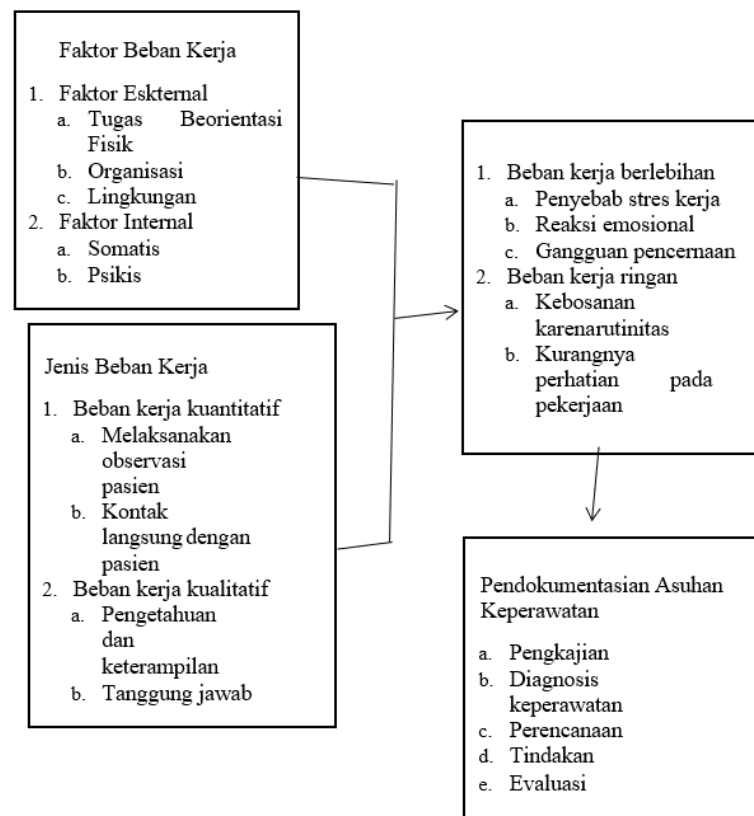 Faktor Beban Kerja
1. Faktor Eskternal
a. Tugas Beorientasi
Fisik
b. Organisasi
c. Lingkungan
2. Faktor Internal
a. Somatis
b. Psikis
Jenis Beban Kerja
1. Beban kerja kuantitatif
a. Melaksanakan
observasi
pasien
b. Kontak
langsung dengan
pasien
2. Beban kerja kualitatif
a. Pengetahuan
dan
keterampilan
b. Tanggung jawab
1. Beban kerja berlebihan
a. Penyebab stres kerja
b. Reaksi emosional
c. Gangguan pencernaan
2. Beban kerja ringan
a. Kebosanan
karenarutinitas
b. Kurangnya
perhatian pada
pekerjaan
Pendokumentasian Asuhan
Keperawatan
a. Pengkajian
b. Diagnosis
keperawatan
c. Perencanaan
d. Tindakan
e. Evaluasi